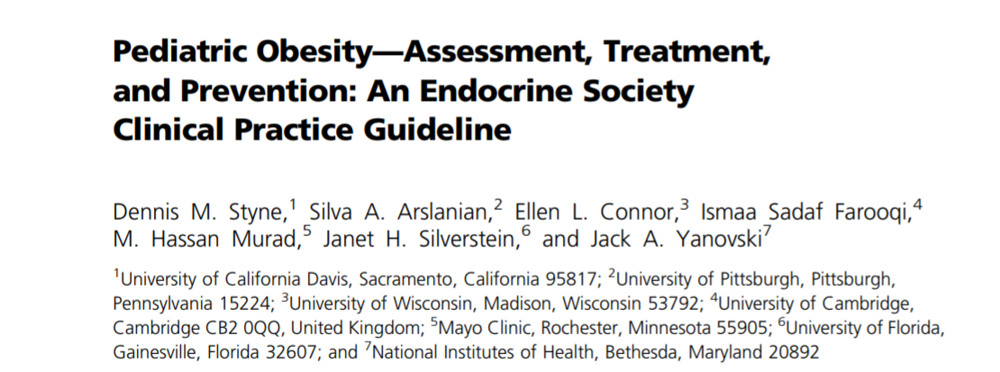 Pediatric Obesity—Assessment, Treatment,
and Prevention: An Endocrine Society
Clinical Practice Guideline
Dennis M. Styne,1 Silva A. Arslanian,2 Ellen L. Connor,3 Ismaa Sadaf Farooqi,4
M. Hassan Murad,5 Janet H. Silverstein,6 and Jack A. Yanovski7
1University of California Davis, Sacramento, California 95817; 2University of Pittsburgh, Pittsburgh,
Pennsylvania 15224; 3University of Wisconsin, Madison, Wisconsin 53792; 4University of Cambridge,
Cambridge CB2 0QQ, United Kingdom; 5Mayo Clinic, Rochester, Minnesota 55905; 6University of Florida,
Gainesville, Florida 32607; and 7National Institutes of Health, Bethesda, Maryland 20892